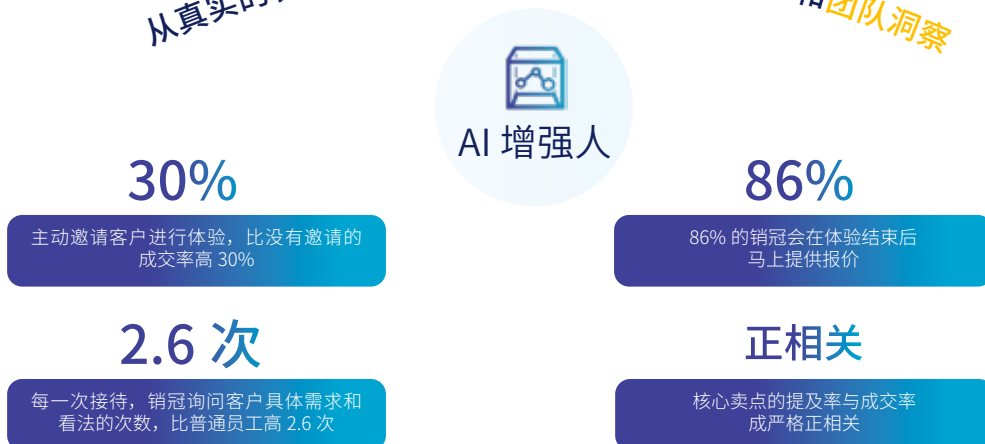 从真实的
和团队洞察
AI 增强人
30%
主动邀请客户进行体验，比没有邀请的
成交率高 30%
86%
86% 的销冠会在体验结束后
马上提供报价
2.6 次
每一次接待，销冠询问客户具体需求和
看法的次数，比普通员工高 2.6 次
正相关
核心卖点的提及率与成交率
成严格正相关